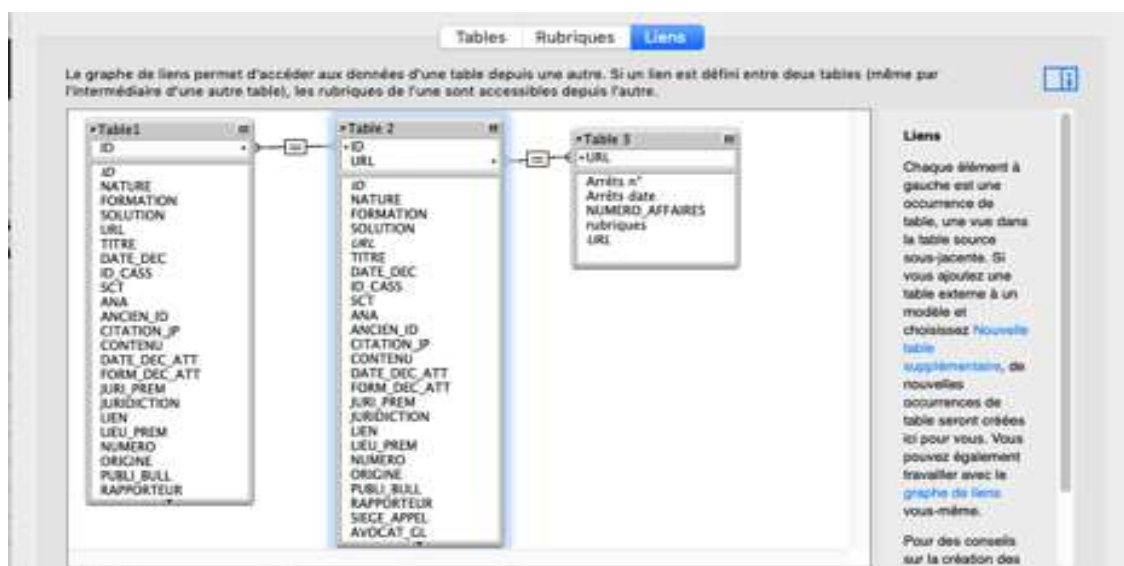 Tables Rubriques Liens
Le graphe de liens permet d'accéder aux données d'une table depuis une autre. Si un lien est défini entre deux tables (même par
l'intermédiaire d'une autre table), les rubriques de l'une sont accessibles depuis l'autre.
Table1
ID
ID
NATURE
FORMATION
SOLUTION
URL
TITRE
DATE_DEC
ID_CASS
SCT
ANA
ANCIEN_ID
CITATION_JP
CONTENU
DATE_DEC_ATT
FORM_DEC_ATT
JURI_PREM
JURIDICTION
LIEN
LIEU_PREM
NUMERO
ORIGINE
PUBLI_BULL
RAPPORTEUR
Table 2
ID
URL
ID
NATURE
FORMATION
SOLUTION
URL
TITRE
DATE_DEC
ID_CASS
SCT
ANA
ANCIEN_ID
CITATION_JP
CONTENU
DATE_DEC_ATT
FORM_DEC_ATT
JURI_PREM
JURIDICTION
LIEN
LIEU_PREM
NUMERO
ORIGINE
PUBLI_BULL
RAPPORTEUR
SIEGE_APPEL
AVOCAT_GL
Table 3
URL
Arrêts n°
Arrêts date
NUMERO_AFFAIRES
rubriques
URL
Liens
Chaque élément à
gauche est une
occurrence de
table, une vue dans
la table source
sous-jacente. Si
vous ajoutez une
table externe à un
modèle et
choisissez Nouvelle
table
supplémentaire, de
nouvelles
occurrences de
table seront créées
ici pour vous. Vous
pouvez également
travailler avec le
graphe de liens
vous-même.
Pour des conseils
sur la création des